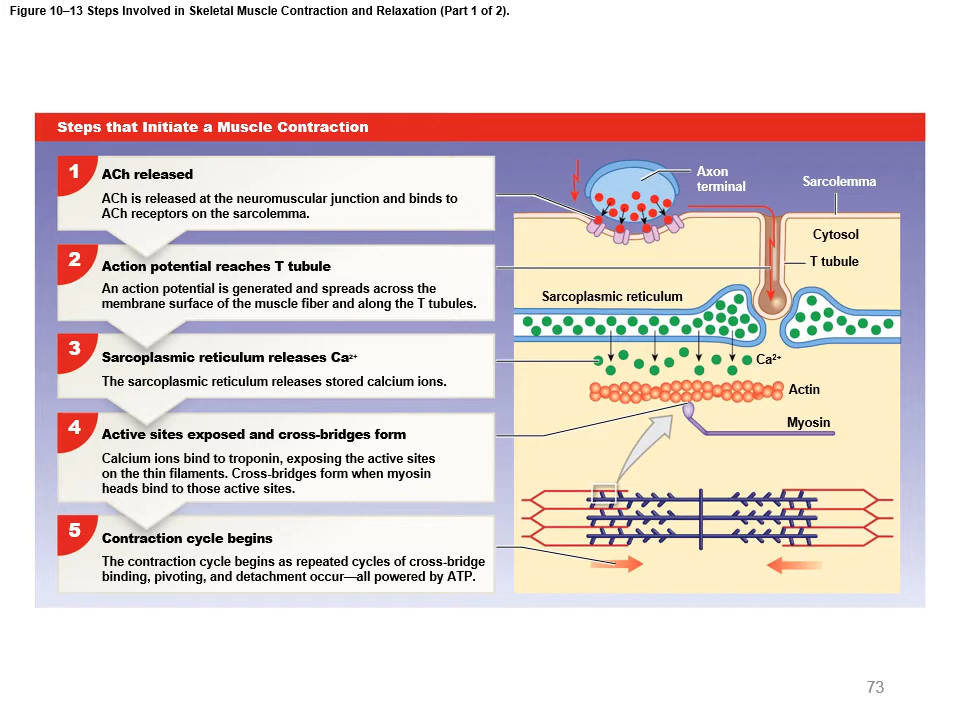 Figure 10–13 Steps Involved in Skeletal Muscle Contraction and Relaxation (Part 1 of 2).
Steps that Initiate a Muscle Contraction
1
ACh released
ACh is released at the neuromuscular junction and binds to
ACh receptors on the sarcolemma.
2
Action potential reaches T tubule
An action potential is generated and spreads across the
membrane surface of the muscle fiber and along the T tubules.
3
Sarcoplasmic reticulum releases Ca²⁺
The sarcoplasmic reticulum releases stored calcium ions.
4
Active sites exposed and cross-bridges form
Calcium ions bind to troponin, exposing the active sites
on the thin filaments. Cross-bridges form when myosin
heads bind to those active sites.
5
Contraction cycle begins
The contraction cycle begins as repeated cycles of cross-bridge
binding, pivoting, and detachment occur—all powered by ATP.
Axon
terminal
Sarcolemma
Cytosol
T tubule
Sarcoplasmic reticulum
Ca²⁺
Actin
Myosin
73